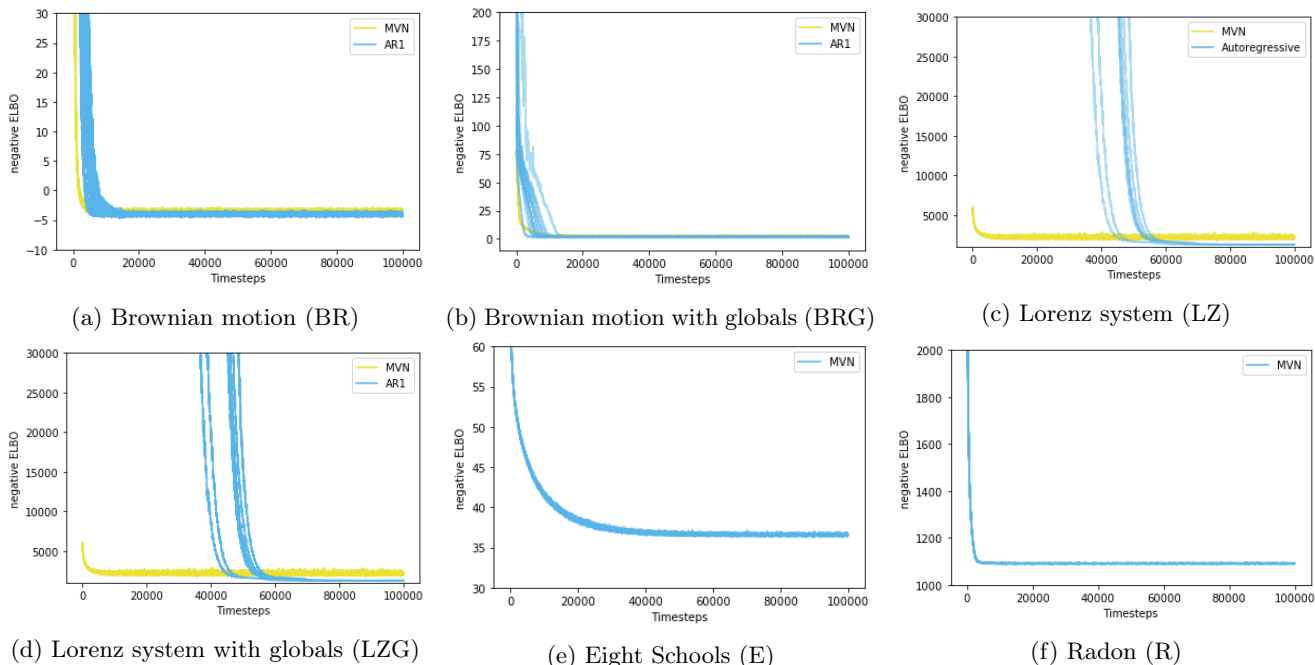 30
25
20
15
10
5
0
−5
−10
negative ELBO
0 20000 40000 60000 80000 100000
Timesteps
MVN
AR1
(a) Brownian motion (BR)
200
175
150
125
100
75
50
25
0
negative ELBO
0 20000 40000 60000 80000 100000
Timesteps
MVN
AR1
(b) Brownian motion with globals (BRG)
30000
25000
20000
15000
10000
5000
negative ELBO
0 20000 40000 60000 80000 100000
Timesteps
MVN
Autoregressive
(c) Lorenz system (LZ)
30000
25000
20000
15000
10000
5000
negative ELBO
0 20000 40000 60000 80000 100000
Timesteps
MVN
AR1
(d) Lorenz system with globals (LZG)
60
55
50
45
40
35
30
negative ELBO
0 20000 40000 60000 80000 100000
Timesteps
MVN
(e) Eight Schools (E)
2000
1800
1600
1400
1200
1000
negative ELBO
0 20000 40000 60000 80000 100000
Timesteps
MVN
(f) Radon (R)